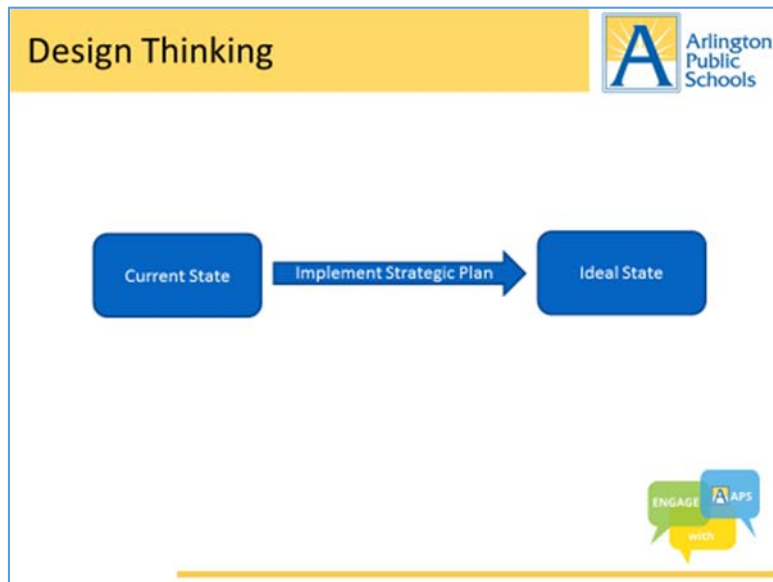 Design Thinking
A
Arlington
Public
Schools
Current State
Implement Strategic Plan
Ideal State
ENGAGE
A APS
with